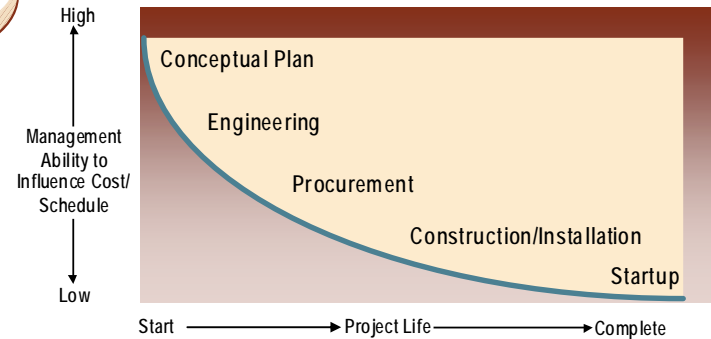 High
Conceptual Plan
Engineering
Management
Ability to
Influence Cost/
Schedule
Procurement
Construction/Installation
Startup
Low
Start
Project Life
Complete